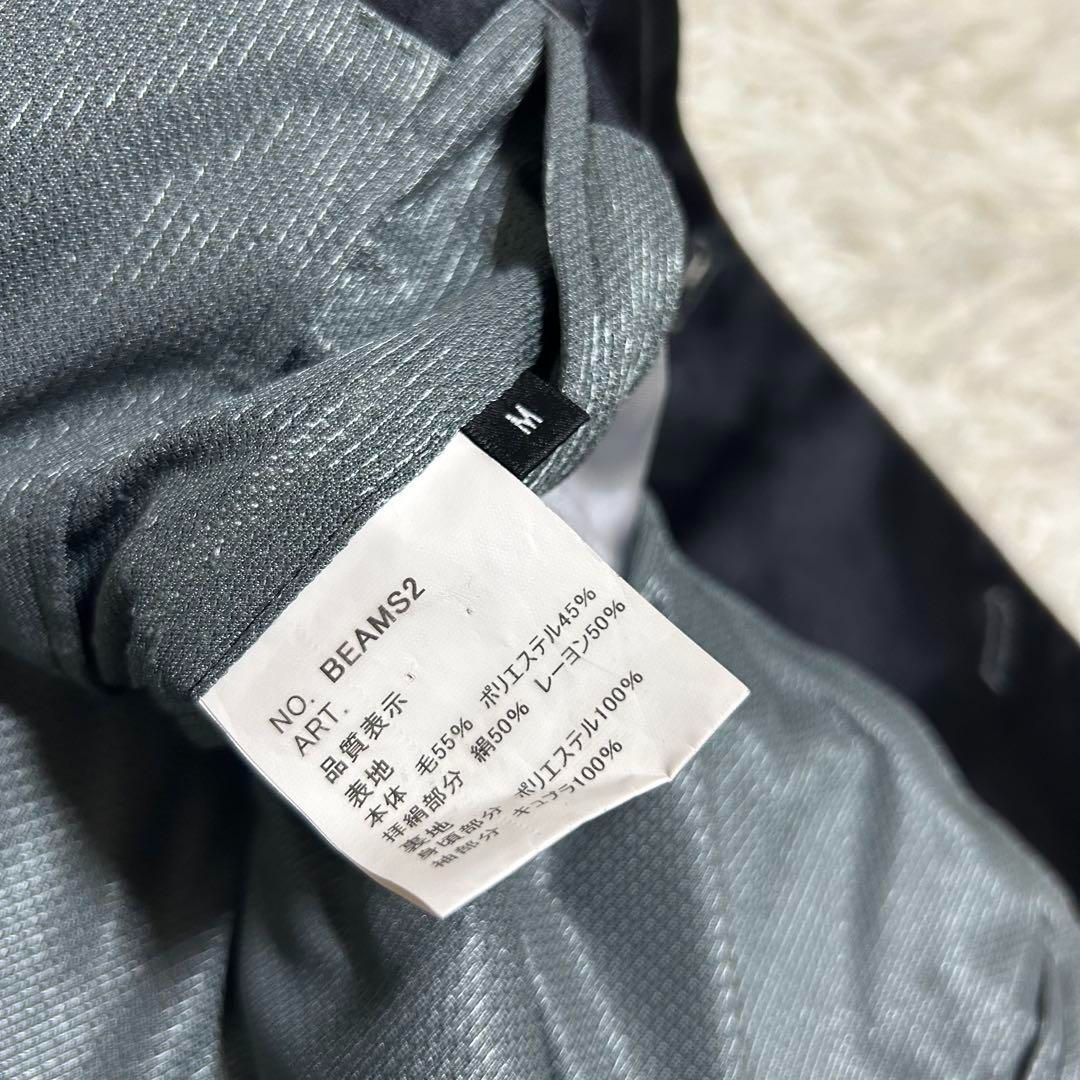 M
NO. BEAMS2
ART.
品質表示
表地
本体 毛55% ポリエステル45%
拝絹部分 絹50% レーヨン50%
裏地
身頃部分 ポリエステル100%
袖部分 キュプラ100%